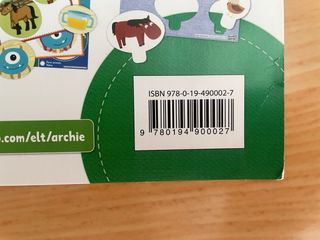 ISBN 978-0-19-490002-7
9 780194 900027
.com/elt/archie